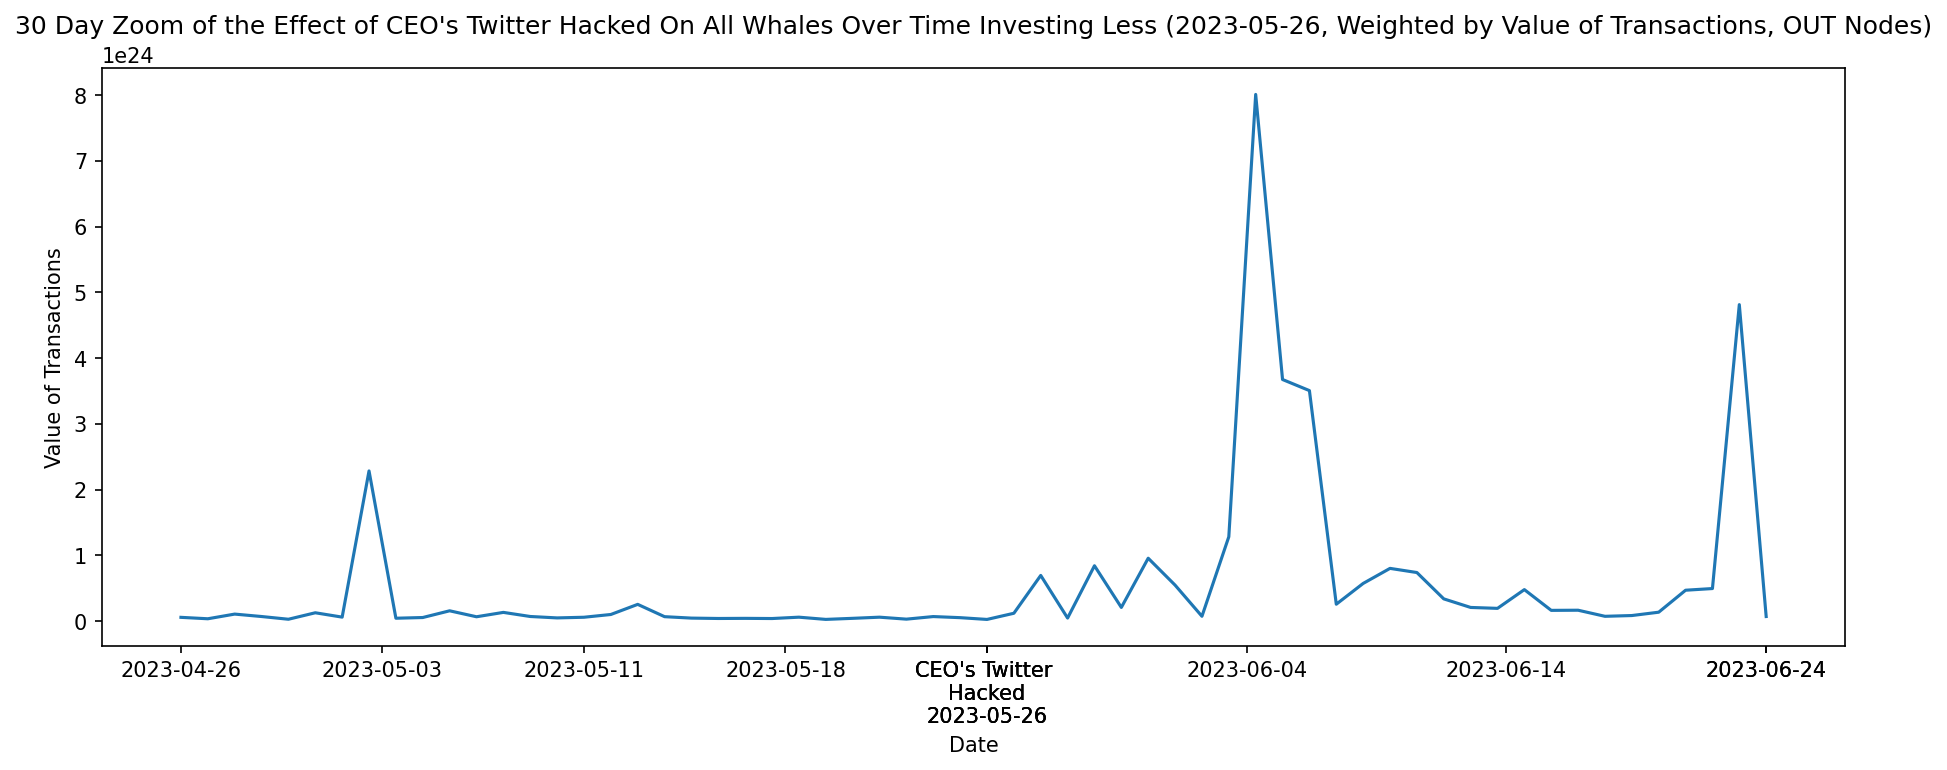 30 Day Zoom of the Effect of CEO's Twitter Hacked On All Whales Over Time Investing Less (2023-05-26, Weighted by Value of Transactions, OUT Nodes)
1e24
8
7
6
5
4
3
2
1
0
Value of Transactions
2023-04-26
2023-05-03
2023-05-11
2023-05-18
CEO's Twitter
Hacked
2023-05-26
2023-06-04
2023-06-14
2023-06-24
Date